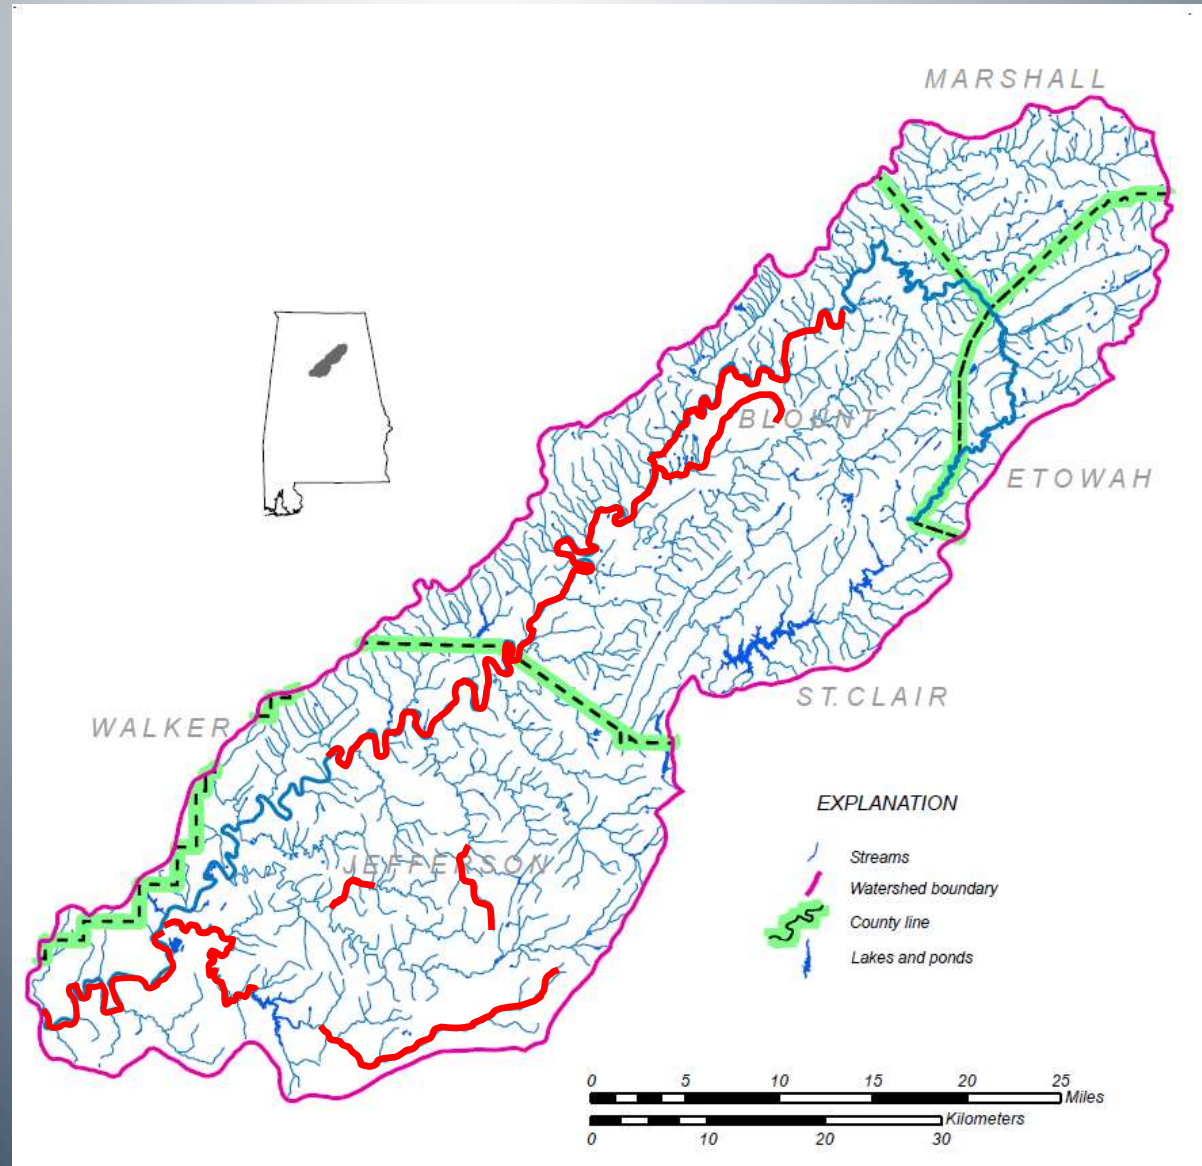 MARSHALL
BLOUNT
ETOWAH
ST. CLAIR
WALKER
JEFFERSON
EXPLANATION
Streams
Watershed boundary
County line
Lakes and ponds
0 5 10 15 20 25
Miles
Kilometers
0 10 20 30